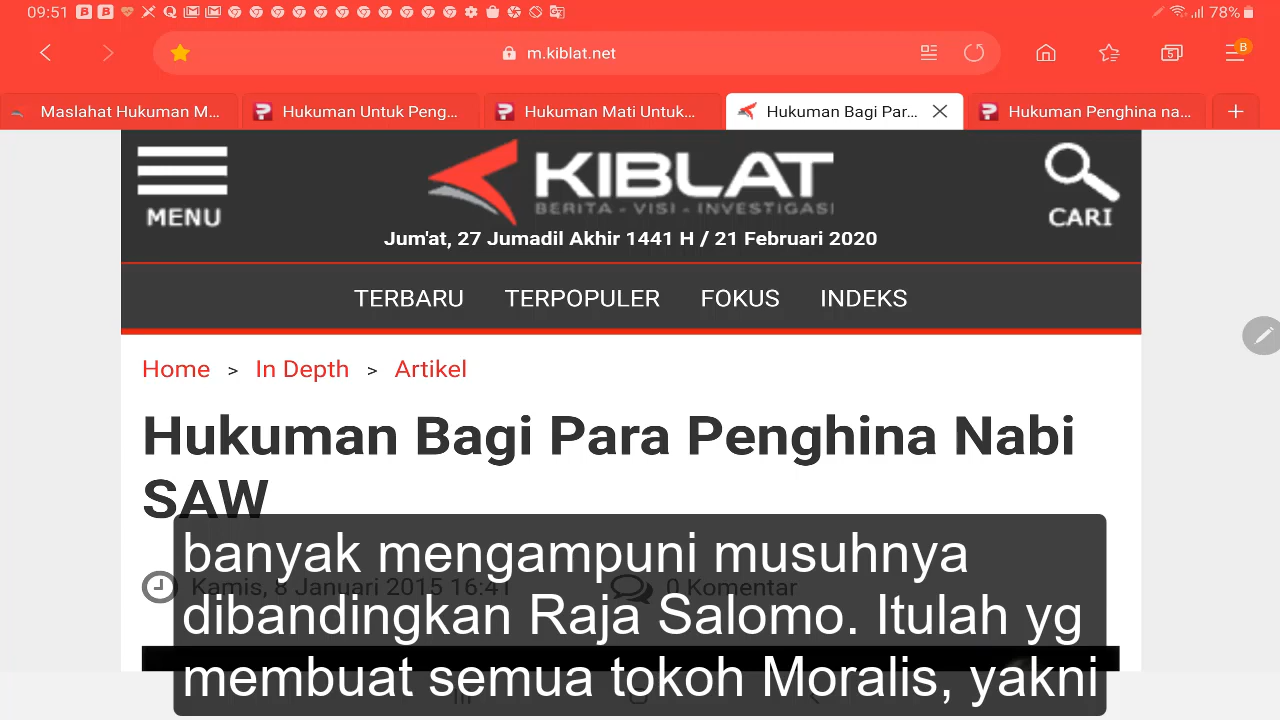 09:51
78%
m.kiblat.net
5
B
Maslahat Hukuman M...
Hukuman Untuk Peng...
Hukuman Mati Untuk...
Hukuman Bagi Par...
Hukuman Penghina na...
MENU
KIBLAT
BERITA - VISI - INVESTIGASI
CARI
Jum'at, 27 Jumadil Akhir 1441 H / 21 Februari 2020
TERBARU TERPOPULER FOKUS INDEKS
Home > In Depth > Artikel
Hukuman Bagi Para Penghina Nabi
SAW
Kamis, 8 Januari 2015 16:41
0 Komentar
banyak mengampuni musuhnya
dibandingkan Raja Salomo. Itulah yg
membuat semua tokoh Moralis, yakni